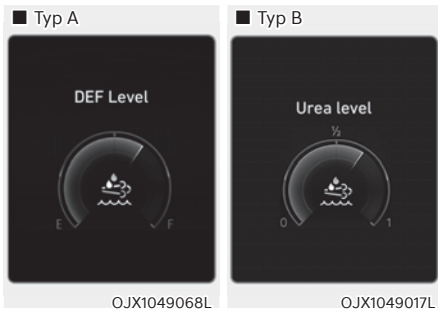 ■ Typ A
DEF Level
E
F
OJX1049068L
■ Typ B
Urea level
½
0
1
OJX1049017L